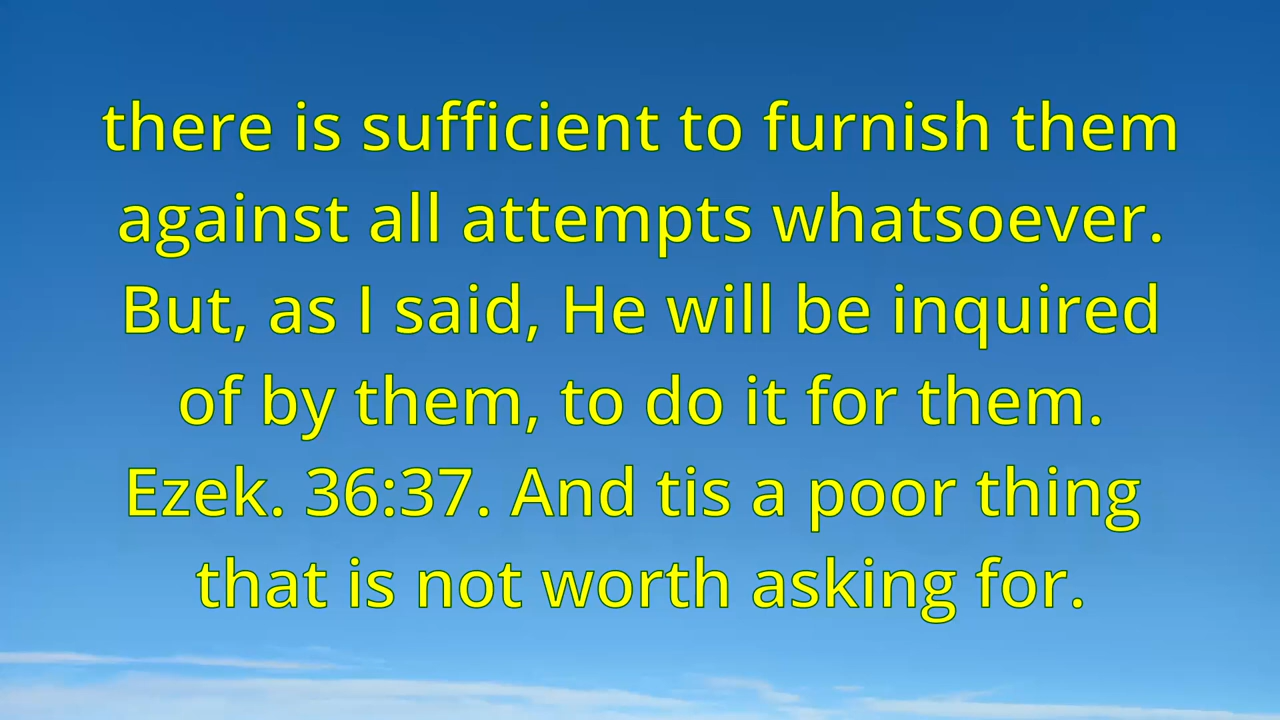 there is sufficient to furnish them
against all attempts whatsoever.
But, as I said, He will be inquired
of by them, to do it for them.
Ezek. 36:37. And tis a poor thing
that is not worth asking for.